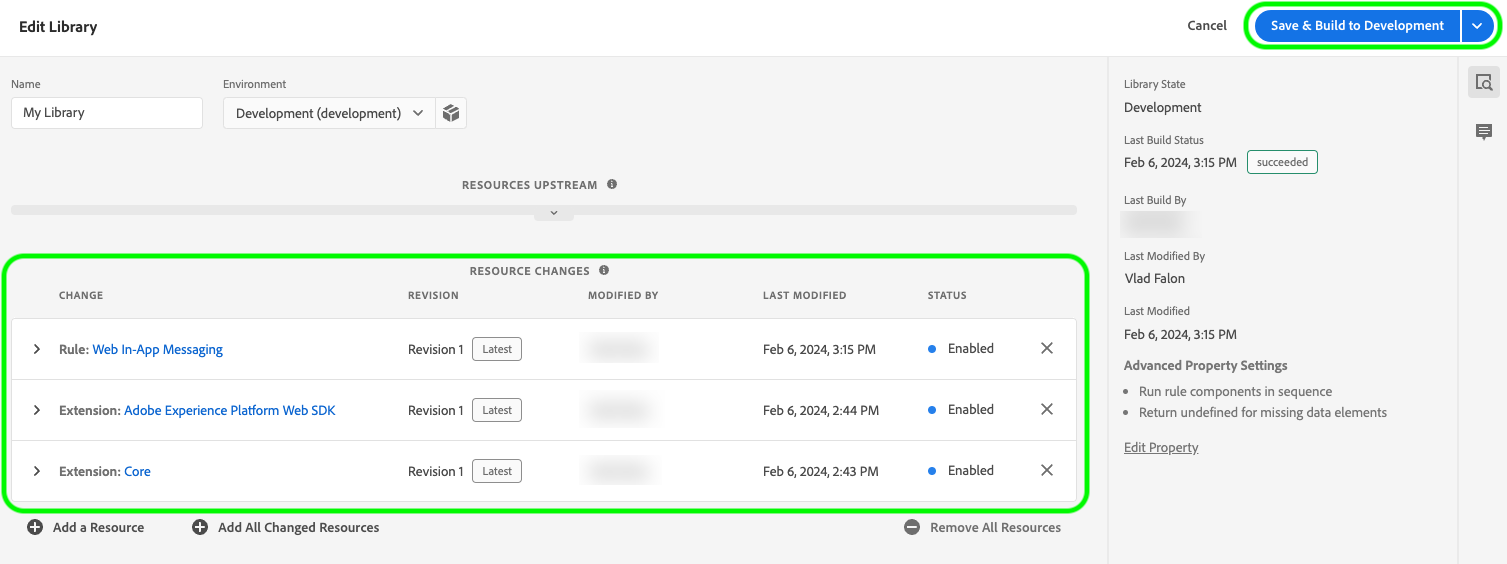 Edit Library
Cancel
Save & Build to Development
Name
Environment
My Library
Development (development)
RESOURCES UPSTREAM
RESOURCE CHANGES
CHANGE REVISION MODIFIED BY LAST MODIFIED STATUS
Rule: Web In-App Messaging Revision 1 Latest Feb 6, 2024, 3:15 PM Enabled
Extension: Adobe Experience Platform Web SDK Revision 1 Latest Feb 6, 2024, 2:44 PM Enabled
Extension: Core Revision 1 Latest Feb 6, 2024, 2:43 PM Enabled
Add a Resource Add All Changed Resources Remove All Resources
Library State
Development
Last Build Status
Feb 6, 2024, 3:15 PM succeeded
Last Build By
Last Modified By
Vlad Falon
Last Modified
Feb 6, 2024, 3:15 PM
Advanced Property Settings
Run rule components in sequence
Return undefined for missing data elements
Edit Property